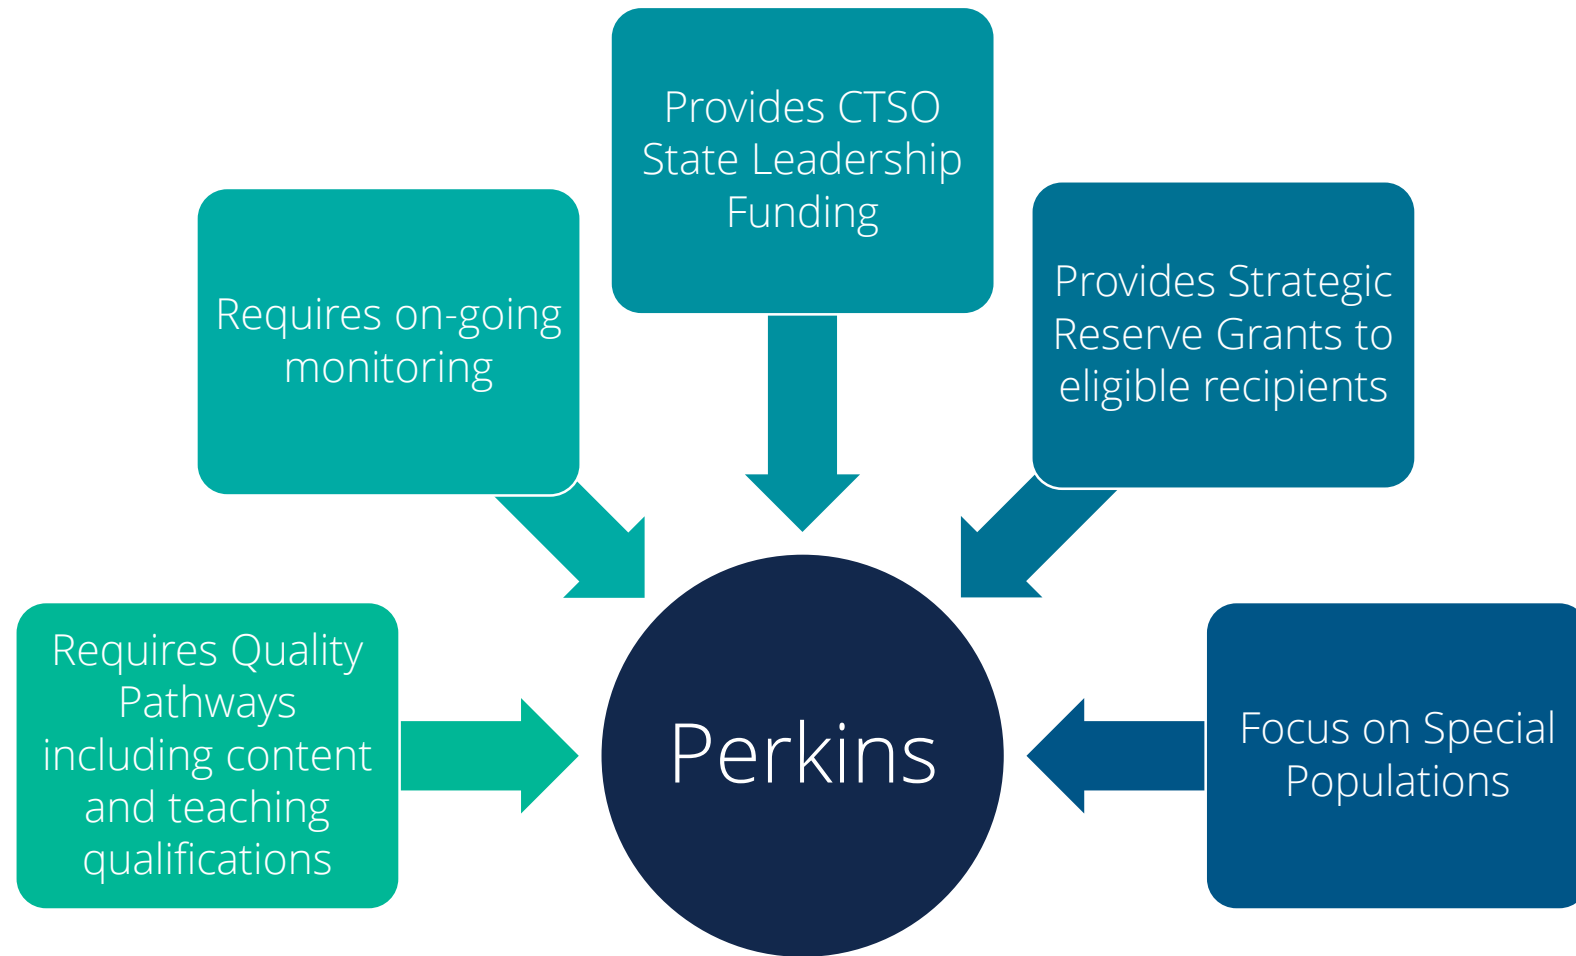 Provides CTSO
State Leadership
Funding
Requires on-going
monitoring
Provides Strategic
Reserve Grants to
eligible recipients
Requires Quality
Pathways
including content
and teaching
qualifications
Perkins
Focus on Special
Populations